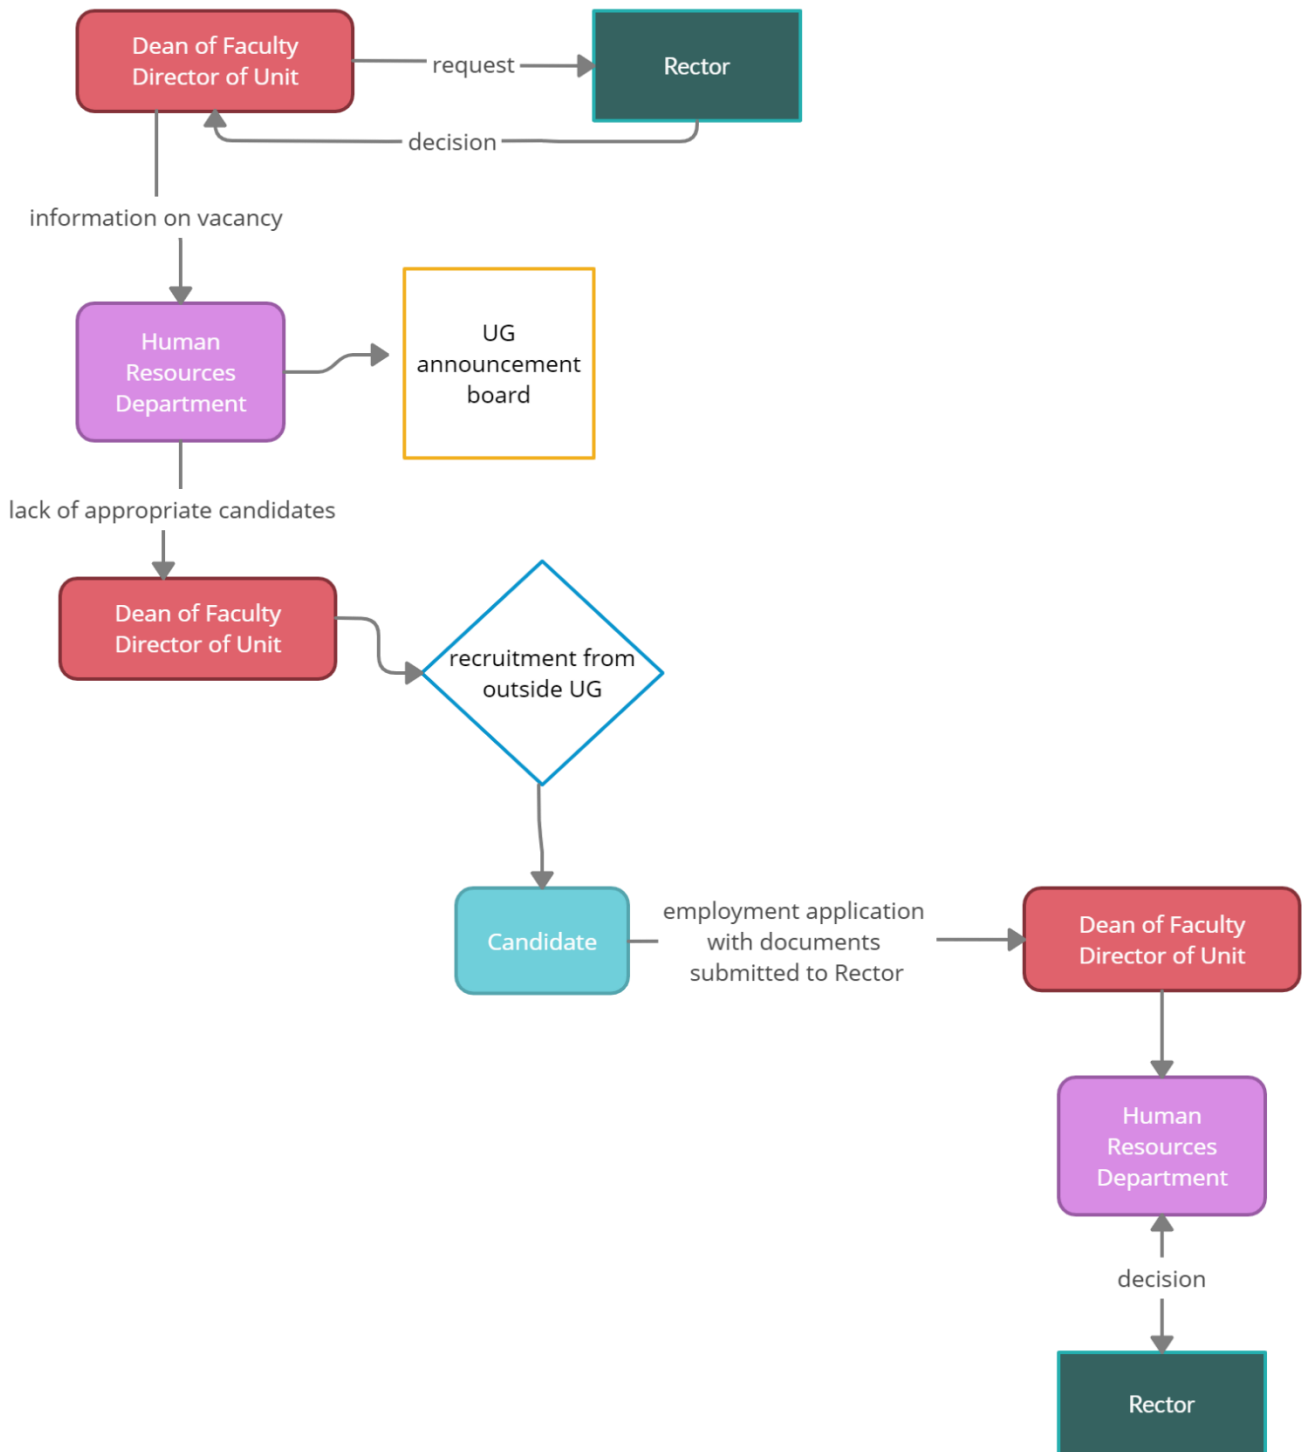 Dean of Faculty
Director of Unit
request
Rector
decision
information on vacancy
Human
Resources
Department
UG
announcement
board
lack of appropriate candidates
Dean of Faculty
Director of Unit
recruitment from
outside UG
Candidate
employment application
with documents
submitted to Rector
Dean of Faculty
Director of Unit
Human
Resources
Department
decision
Rector